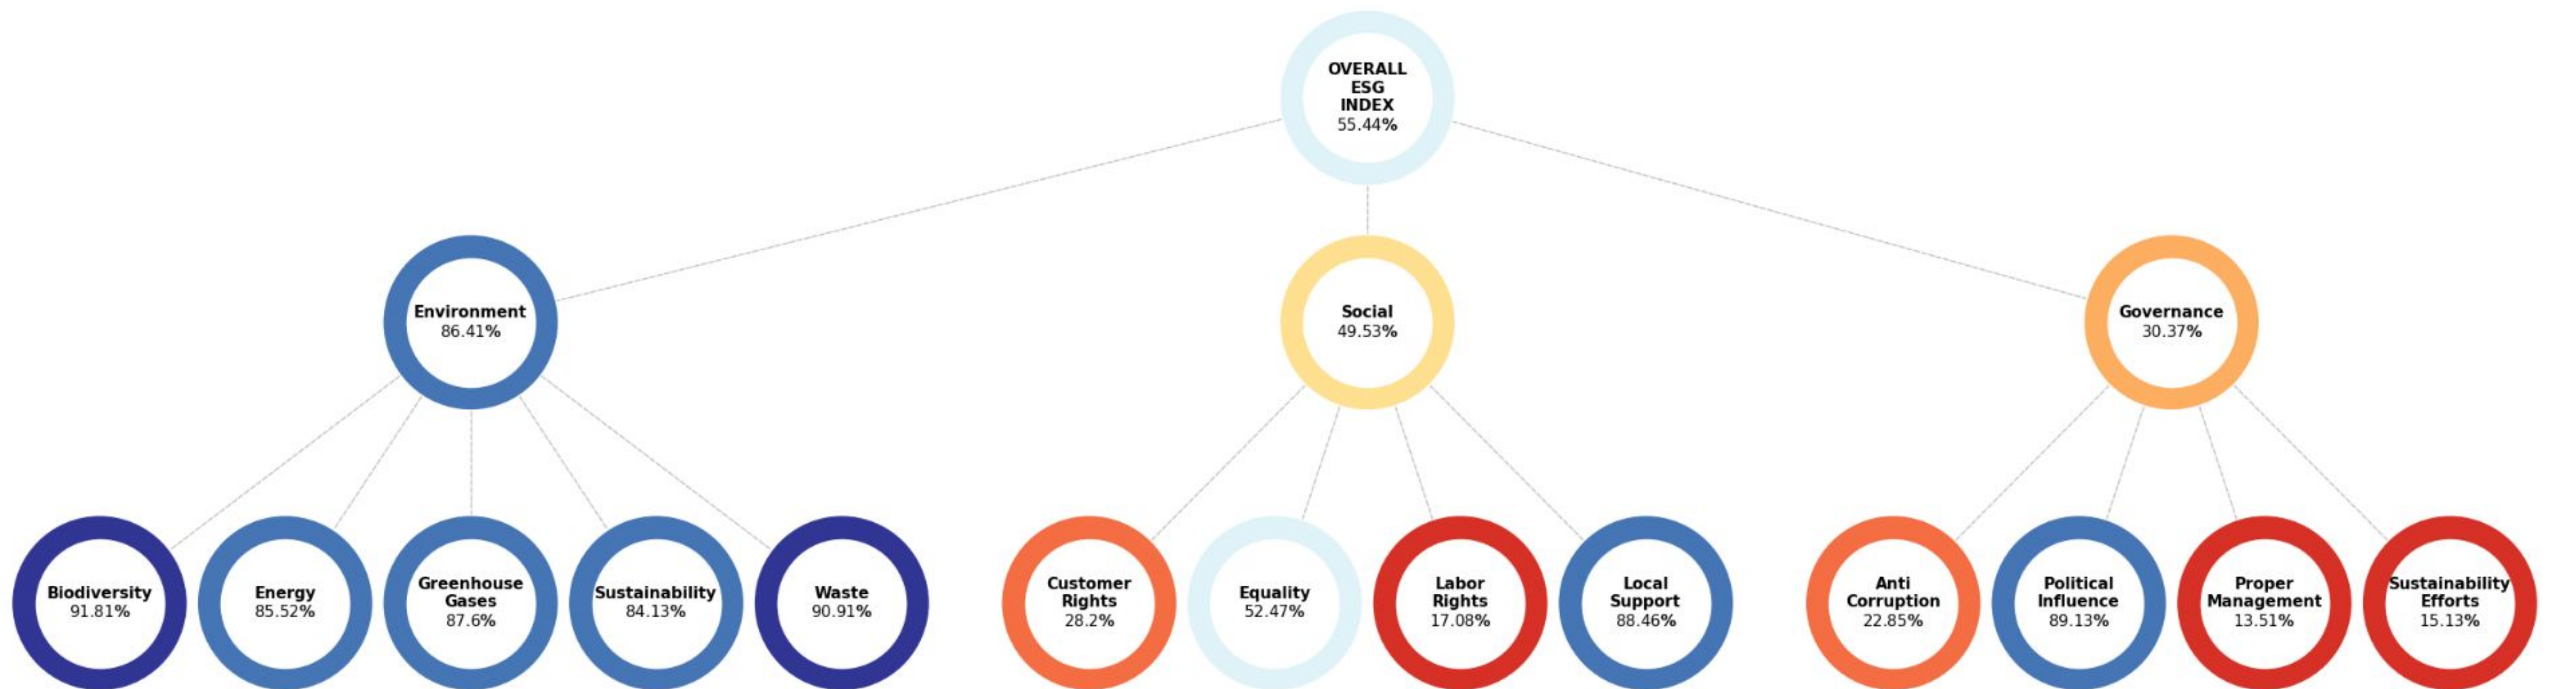 OVERALL
ESG
INDEX
55.44%
Environment
86.41%
Social
49.53%
Governance
30.37%
Biodiversity
91.81%
Energy
85.52%
Greenhouse
Gases
87.6%
Sustainability
84.13%
Waste
90.91%
Customer
Rights
28.2%
Equality
52.47%
Labor
Rights
17.08%
Local
Support
88.46%
Anti
Corruption
22.85%
Political
Influence
89.13%
Proper
Management
13.51%
Sustainability
Efforts
15.13%